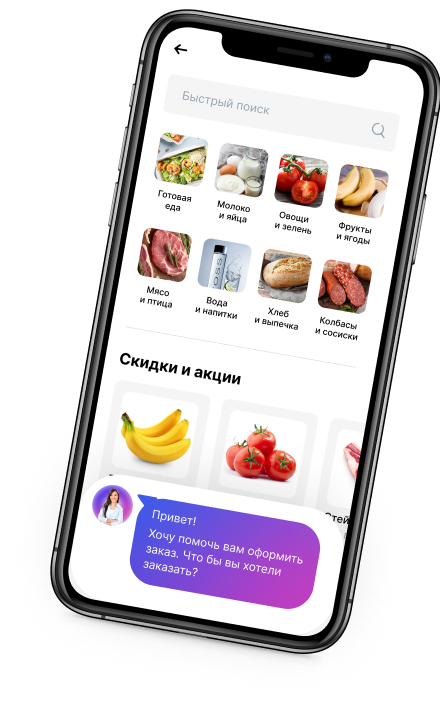 Быстрый поиск
Готовая
еда
Молоко
и яйца
Овощи
и зелень
Фрукты
и ягоды
Мясо
и птица
Вода
и напитки
Хлеб
и выпечка
Колбасы
и сосиски
Скидки и акции
Стей
Привет!
Хочу помочь вам оформить
заказ. Что бы вы хотели
заказать?